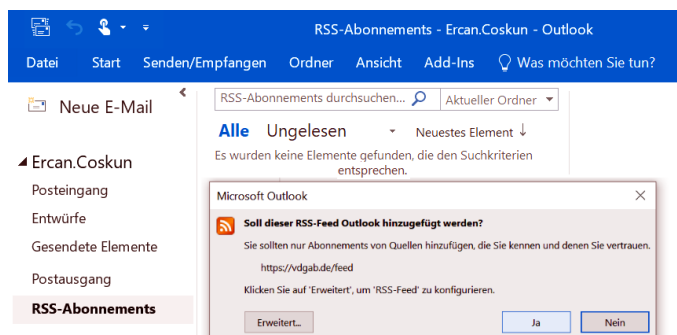 RSS-Abonnements - Ercan.Coskun - Outlook
Datei Start Senden/Empfangen Ordner Ansicht Add-Ins Was möchten Sie tun?
Neue E-Mail
RSS-Abonnements durchsuchen... Aktueller Ordner
Alle Ungelesen Neuestes Element
Es wurden keine Elemente gefunden, die den Suchkriterien
entsprechen.
Ercan.Coskun
Posteingang
Entwürfe
Gesendete Elemente
Postausgang
RSS-Abonnements
Microsoft Outlook
Soll dieser RSS-Feed Outlook hinzugefügt werden?
Sie sollten nur Abonnements von Quellen hinzufügen, die Sie kennen und denen Sie vertrauen.
https://vdgab.de/feed
Klicken Sie auf 'Erweitert', um 'RSS-Feed' zu konfigurieren.
Erweitert... Ja Nein